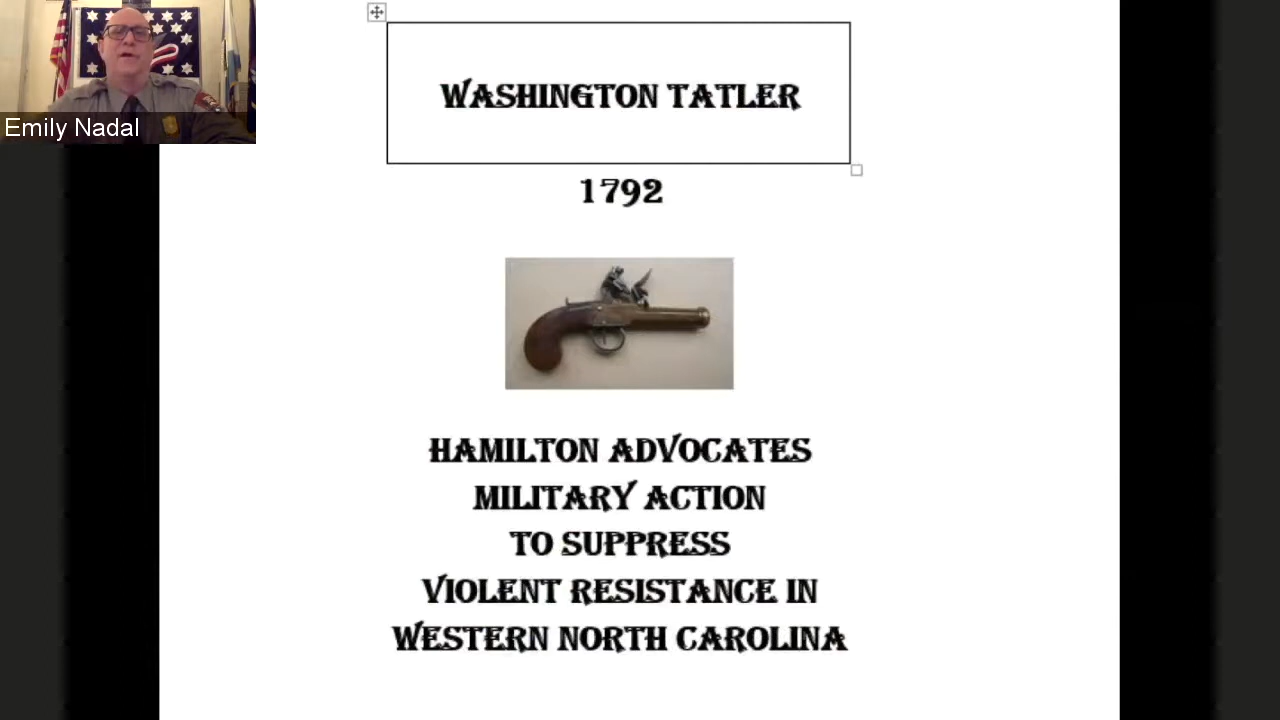 Emily Nadal
WASHINGTON TATLER
1792
HAMILTON ADVOCATES
MILITARY ACTION
TO SUPPRESS
VIOLENT RESISTANCE IN
WESTERN NORTH CAROLINA